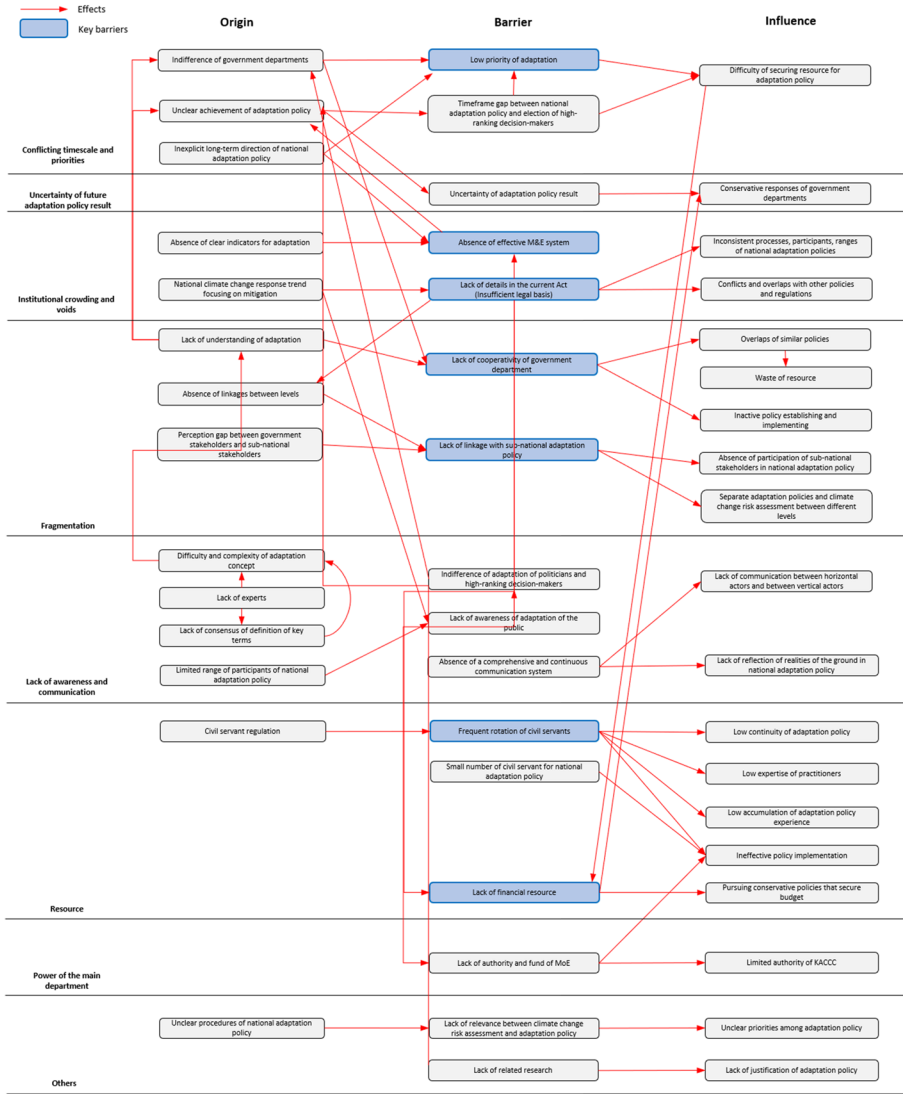 Effects
Key barriers
Origin
Barrier
Influence
Indifference of government departments
Low priority of adaptation
Difficulty of securing resource for
adaptation policy
Unclear achievement of adaptation policy
Timeframe gap between national
adaptation policy and election of high-
ranking decision-makers
Inexplicit long-term direction of national
adaptation policy
Conflicting timescale and
priorities
Uncertainty of future
adaptation policy result
Uncertainty of adaptation policy result
Conservative responses of government
departments
Absence of clear indicators for adaptation
Absence of effective M&E system
Inconsistent processes, participants, ranges
of national adaptation policies
National climate change response trend
focusing on mitigation
Lack of details in the current Act
(Insufficient legal basis)
Conflicts and overlaps with other policies
and regulations
Institutional crowding and
voids
Lack of understanding of adaptation
Lack of cooperativity of government
department
Overlaps of similar policies
Waste of resource
Absence of linkages between levels
Inactive policy establishing and
implementing
Perception gap between government
stakeholders and sub-national
stakeholders
Lack of linkage with sub-national adaptation
policy
Absence of participation of sub-national
stakeholders in national adaptation policy
Separate adaptation policies and climate
change risk assessment between different
levels
Fragmentation
Difficulty and complexity of adaptation
concept
Indifference of adaptation of politicians and
high-ranking decision-makers
Lack of communication between horizontal
actors and between vertical actors
Lack of experts
Lack of consensus of definition of key
terms
Lack of awareness of adaptation of the
public
Limited range of participants of national
adaptation policy
Absence of a comprehensive and continuous
communication system
Lack of reflection of realities of the ground in
national adaptation policy
Lack of awareness and
communication
Civil servant regulation
Frequent rotation of civil servants
Low continuity of adaptation policy
Small number of civil servant for national
adaptation policy
Low expertise of practitioners
Low accumulation of adaptation policy
experience
Ineffective policy implementation
Lack of financial resource
Pursuing conservative policies that secure
budget
Resource
Lack of authority and fund of MoE
Limited authority of KACCC
Power of the main
department
Unclear procedures of national adaptation
policy
Lack of relevance between climate change
risk assessment and adaptation policy
Unclear priorities among adaptation policy
Lack of related research
Lack of justification of adaptation policy
Others